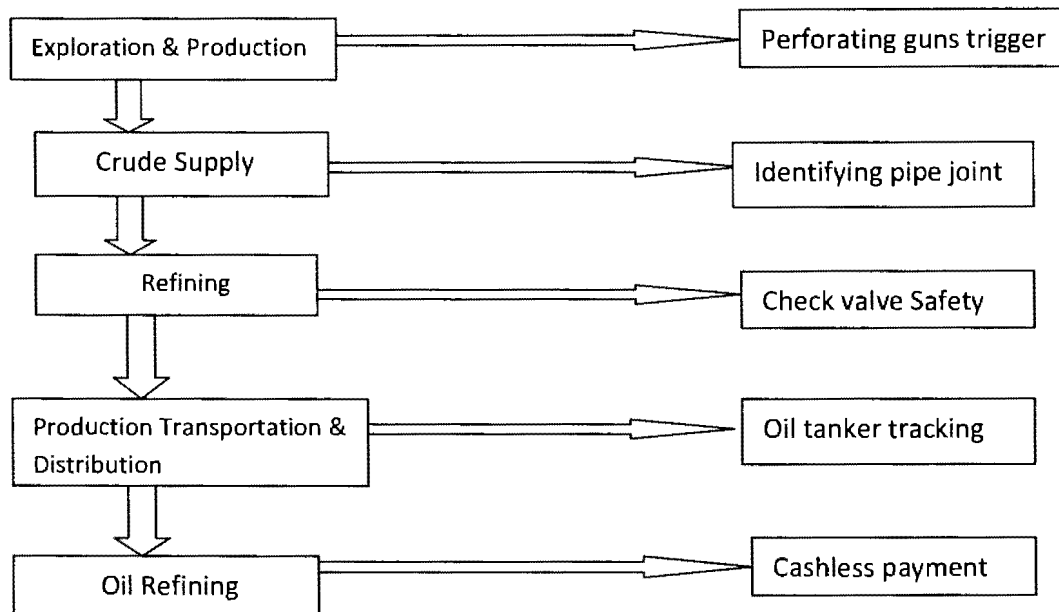 Exploration & Production
Perforating guns trigger
Crude Supply
Identifying pipe joint
Refining
Check valve Safety
Production Transportation &
Distribution
Oil tanker tracking
Oil Refining
Cashless payment